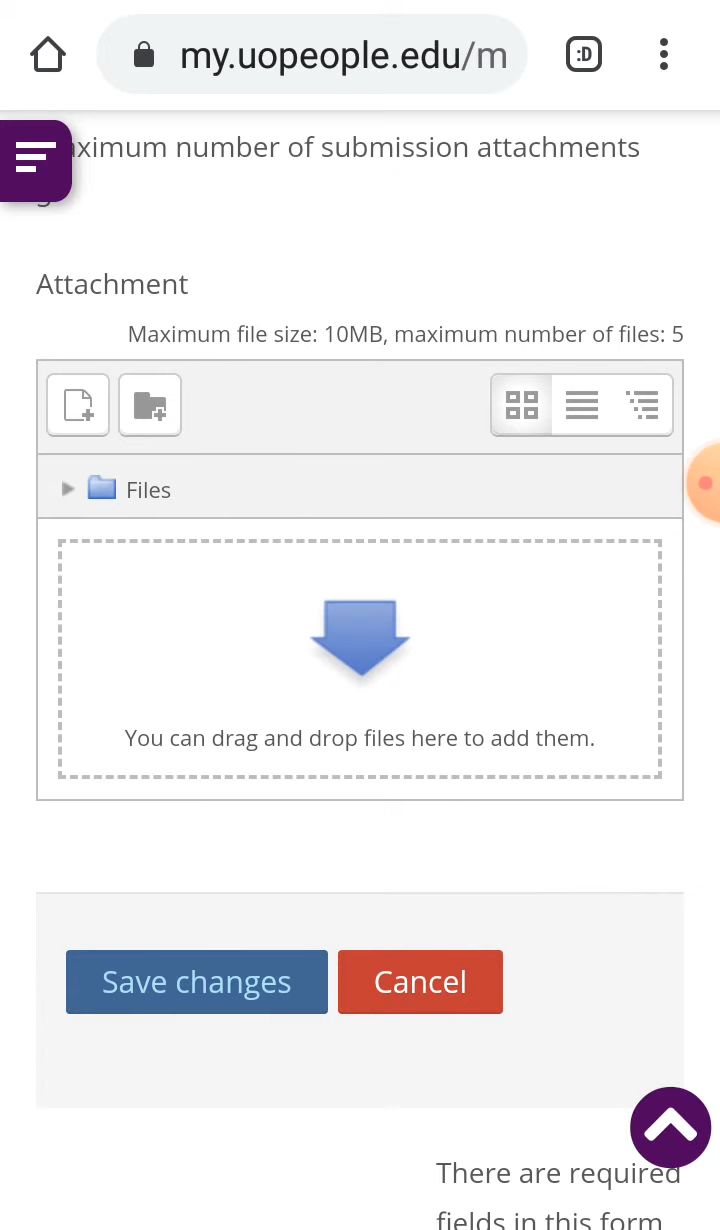 my.uopeople.edu/m
:D
aximum number of submission attachments
Attachment
Maximum file size: 10MB, maximum number of files: 5
Files
You can drag and drop files here to add them.
Save changes
Cancel
There are required
fields in this form